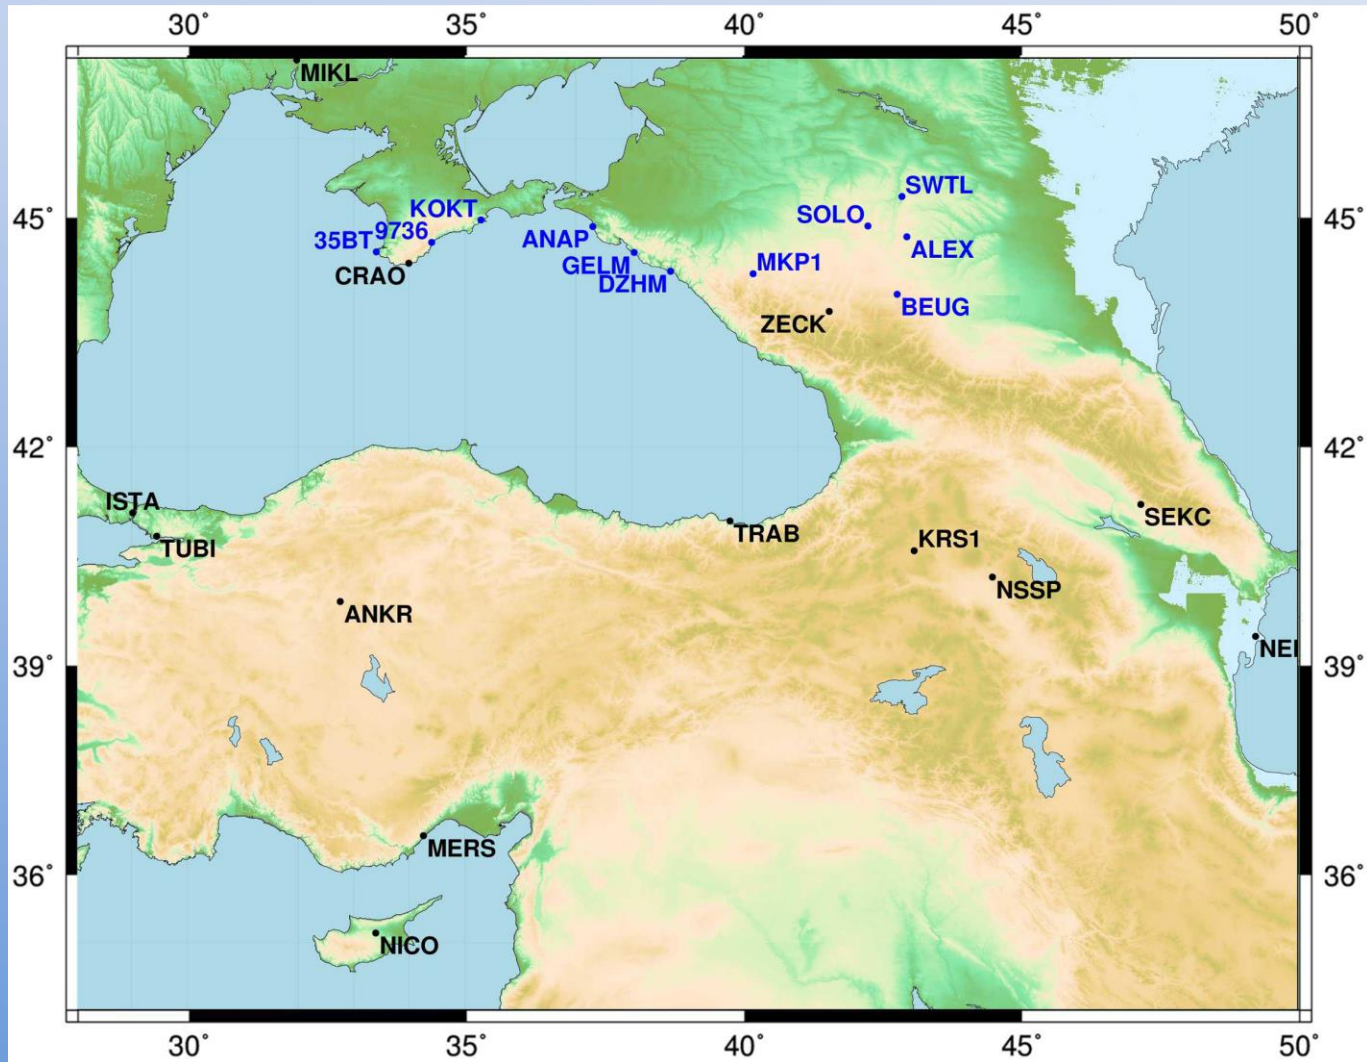 30° 35° 40° 45° 50°
MIKL
SWTL
45° KOKT SOLO 45°
35BT 9736 ANAP ALEX
CRAO GELM MKP1
DZHM BEUG
ZECK
42° 42°
ISTA SEKC
TUBI TRAB KRS1
NSSP
ANKR
39° NEI 39°
MERS
36° 36°
NICO
30° 35° 40° 45° 50°